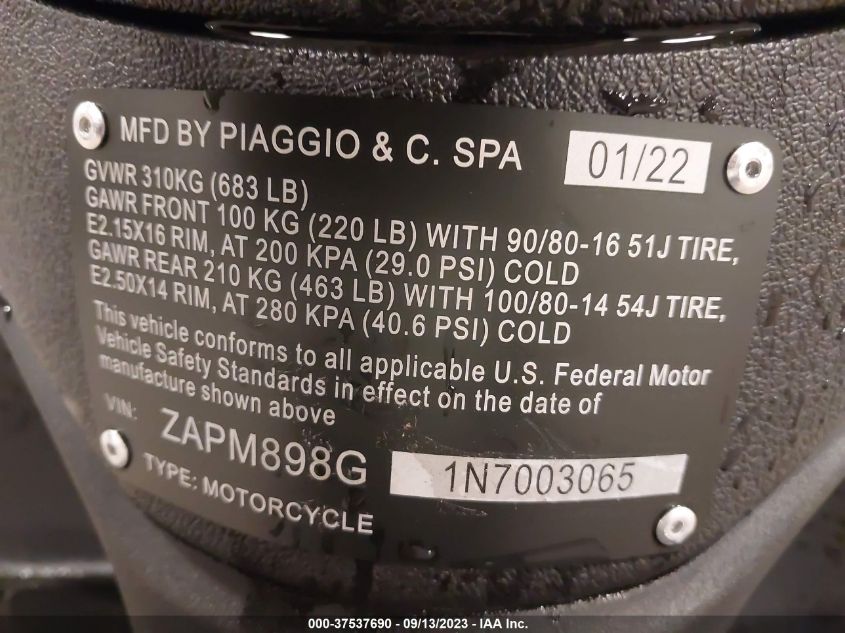 MFD BY PIAGGIO & C. SPA 01/22
GVWR 310KG (683 LB)
GAWR FRONT 100 KG (220 LB) WITH 90/80-16 51J TIRE,
E2.15X16 RIM, AT 200 KPA (29.0 PSI) COLD
GAWR REAR 210 KG (463 LB) WITH 100/80-14 54J TIRE,
E2.50X14 RIM, AT 280 KPA (40.6 PSI) COLD
This vehicle conforms to all applicable U.S. Federal Motor
Vehicle Safety Standards in effect on the date of
manufacture shown above
VIN: ZAPM898G 1N7003065
TYPE: MOTORCYCLE
000-37537690 - 09/13/2023 - IAA Inc.